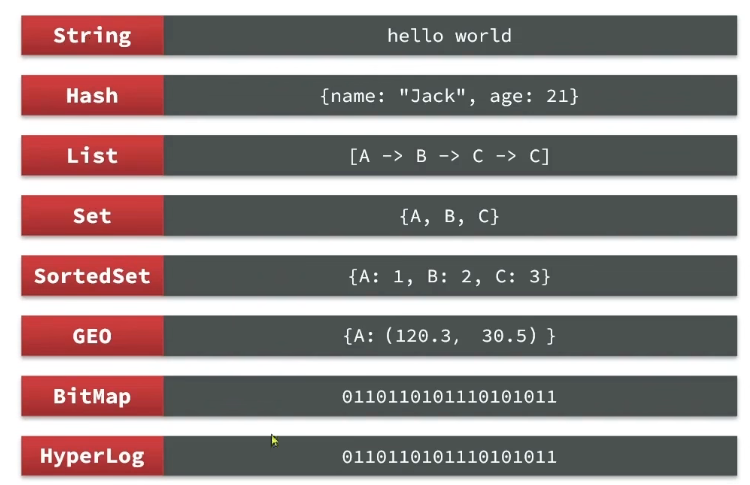 String hello world
Hash {name: "Jack", age: 21}
List [A -> B -> C -> C]
Set {A, B, C}
SortedSet {A: 1, B: 2, C: 3}
GEO {A:（120.3, 30.5）}
BitMap 0110110101110101011
HyperLog 0110110101110101011